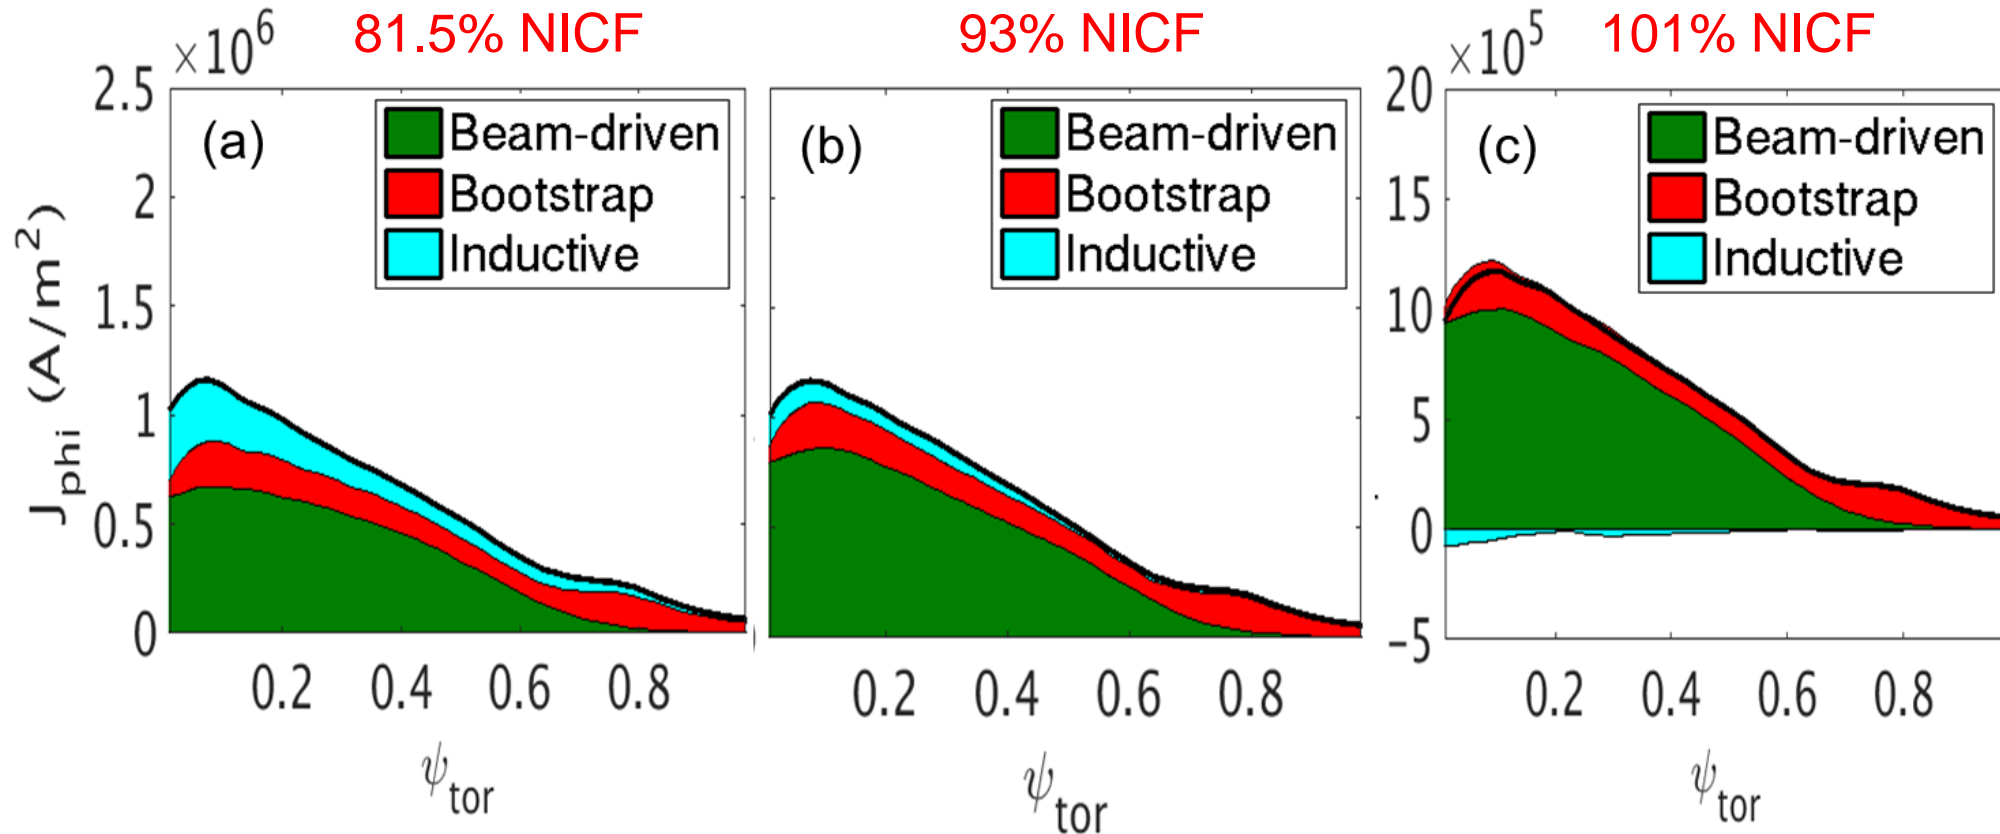 81.5% NICF
93% NICF
101% NICF
×10^6
2.5
2
1.5
1
0.5
0
J_phi (A/m^2)
(a)
Beam-driven
Bootstrap
Inductive
0.2 0.4 0.6 0.8
ψ_tor
(b)
Beam-driven
Bootstrap
Inductive
0.2 0.4 0.6 0.8
ψ_tor
×10^5
20
15
10
5
0
-5
(c)
Beam-driven
Bootstrap
Inductive
0.2 0.4 0.6 0.8
ψ_tor